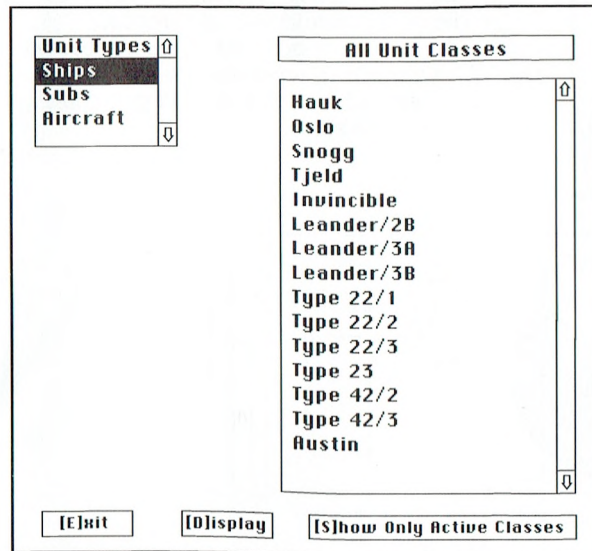 Unit Types
Ships
Subs
Aircraft
All Unit Classes
Hauk
Oslo
Snogg
Tjeld
Invincible
Leander/2B
Leander/3A
Leander/3B
Type 22/1
Type 22/2
Type 22/3
Type 23
Type 42/2
Type 42/3
Austin
[E]xit
[D]isplay
[S]how Only Active Classes